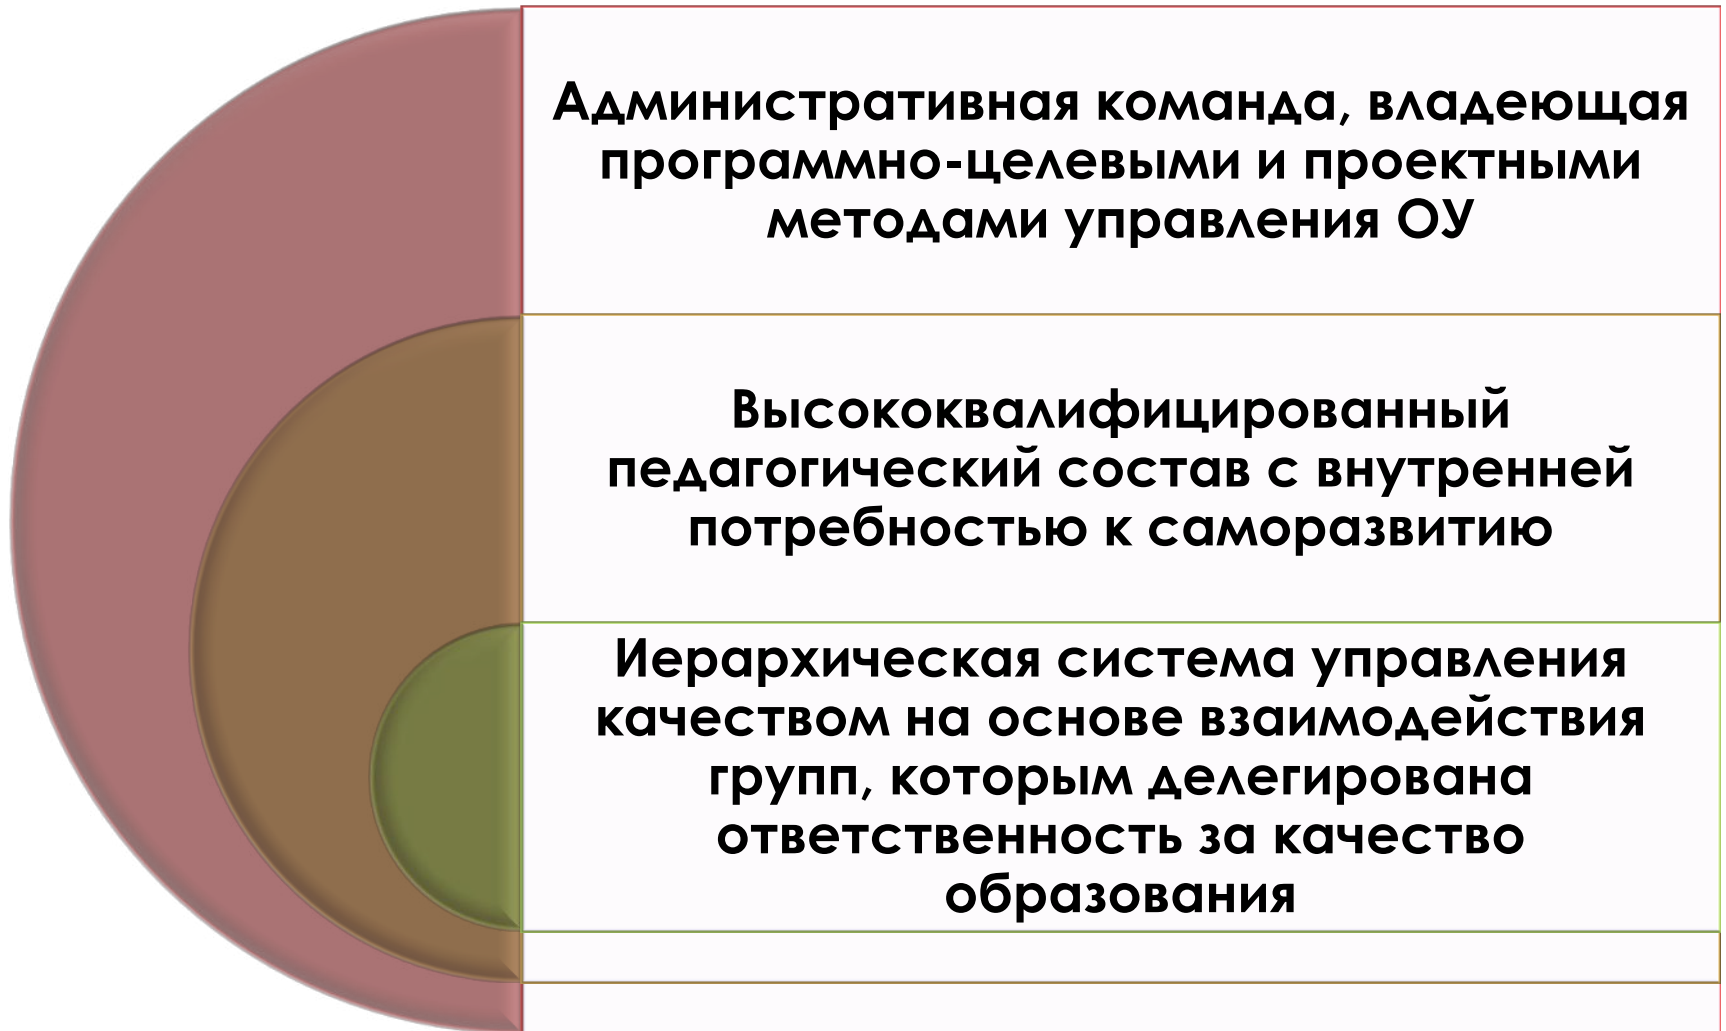 Административная команда, владеющая
программно-целевыми и проектными
методами управления ОУ
Высококвалифицированный
педагогический состав с внутренней
потребностью к саморазвитию
Иерархическая система управления
качеством на основе взаимодействия
групп, которым делегирована
ответственность за качество
образования